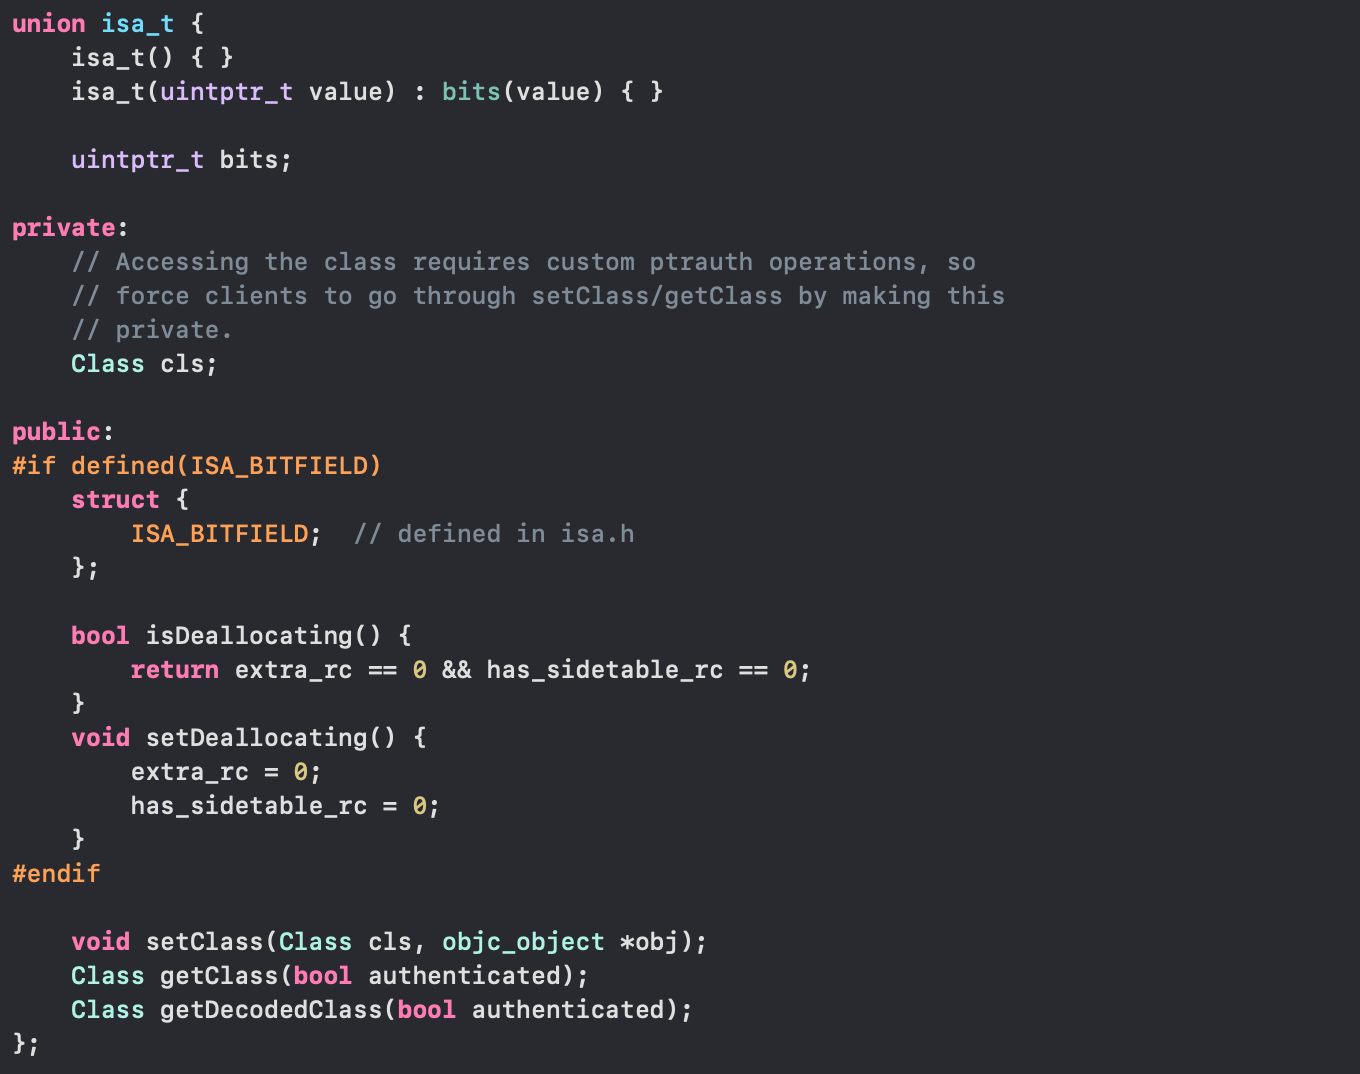 union isa_t {
    isa_t() { }
    isa_t(uintptr_t value) : bits(value) { }

    uintptr_t bits;

private:
    // Accessing the class requires custom ptrauth operations, so
    // force clients to go through setClass/getClass by making this
    // private.
    Class cls;

public:
#if defined(ISA_BITFIELD)
    struct {
        ISA_BITFIELD;  // defined in isa.h
    };

    bool isDeallocating() {
        return extra_rc == 0 && has_sidetable_rc == 0;
    }
    void setDeallocating() {
        extra_rc = 0;
        has_sidetable_rc = 0;
    }
#endif

    void setClass(Class cls, objc_object *obj);
    Class getClass(bool authenticated);
    Class getDecodedClass(bool authenticated);
};